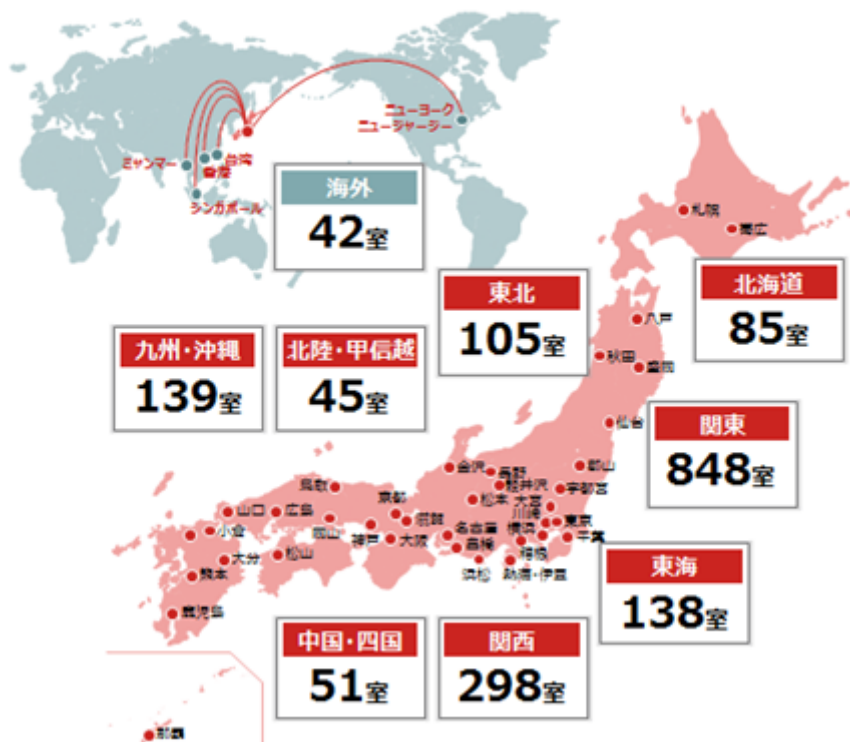 ニューヨーク
ニュージャージー
ミャンマー
台湾
香港
シンガポール
海外
42室
札幌
帯広
北海道
85室
東北
105室
八戸
秋田
盛岡
九州・沖縄
139室
北陸・甲信越
45室
仙台
関東
848室
金沢
長野
郡山
軽井沢
宇都宮
鳥取
松本
大宮
京都
山口
広島
川崎
東京
岡山
滋賀
小倉
神戸
大阪
名古屋
横浜
千葉
豊橋
箱根
大分
松山
浜松
熱海・伊豆
熊本
東海
138室
鹿児島
中国・四国
51室
関西
298室
那覇